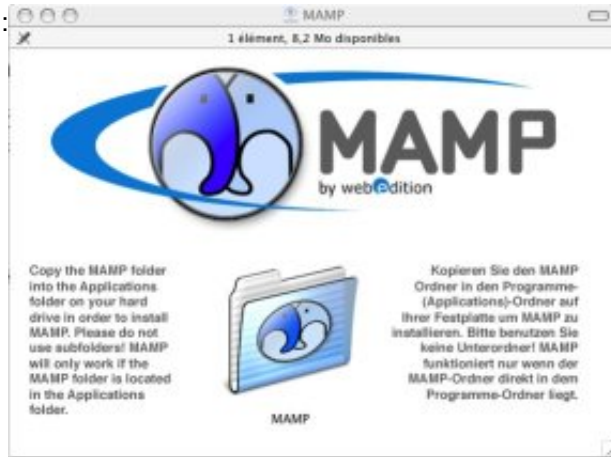 :
MAMP
1 élément, 8,2 Mo disponibles
MAMP
by webedition
Copy the MAMP folder
into the Applications
folder on your hard
drive in order to install
MAMP. Please do not
use subfolders! MAMP
will only work if the
MAMP folder is located
in the Applications
folder.
MAMP
Kopieren Sie den MAMP
Ordner in den Programme-
(Applications)-Ordner auf
Ihrer Festplatte um MAMP zu
installieren. Bitte benutzen Sie
keine Unterordner! MAMP
funktioniert nur wenn der
MAMP-Ordner direkt in dem
Programme-Ordner liegt.